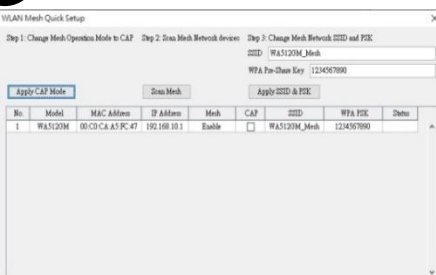 WLAN Mesh Quick Setup
Step 1: Change Mesh Operation Mode to CAP Step 2: Scan Mesh Network devices Step 3: Change Mesh Network SSID and PSK
SSID WA5120M_Mesh
WPA Pre-Share Key 1234567890
Apply CAP Mode Scan Mesh Apply SSID & PSK
No. Model MAC Address IP Address Mesh CAP SSID WPA PSK Status
1 WA5120M 00:C0:CA:A5:FC:47 192.168.10.1 Enable WA5120M_Mesh 1234567890